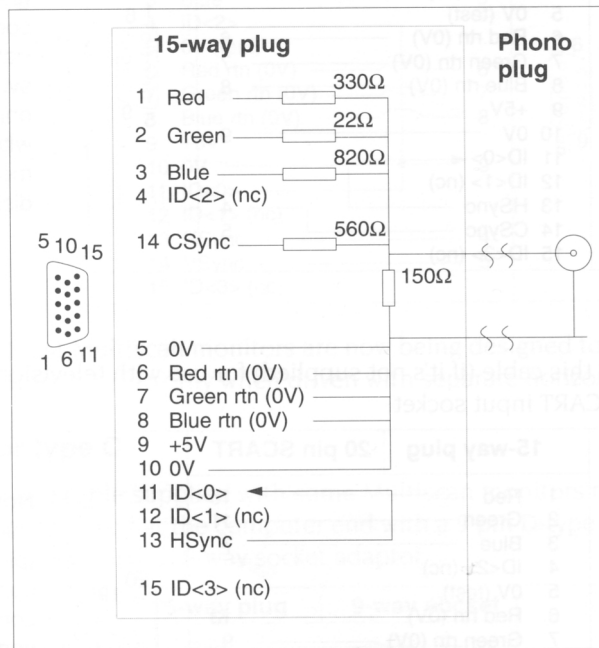 15-way plug
Phono
plug
1 Red 330Ω
2 Green 22Ω
3 Blue 820Ω
4 ID<2> (nc)
14 CSync 560Ω
150Ω
5 10 15
1 6 11
5 0V
6 Red rtn (0V)
7 Green rtn (0V)
8 Blue rtn (0V)
9 +5V
10 0V
11 ID<0>
12 ID<1> (nc)
13 HSync
15 ID<3> (nc)